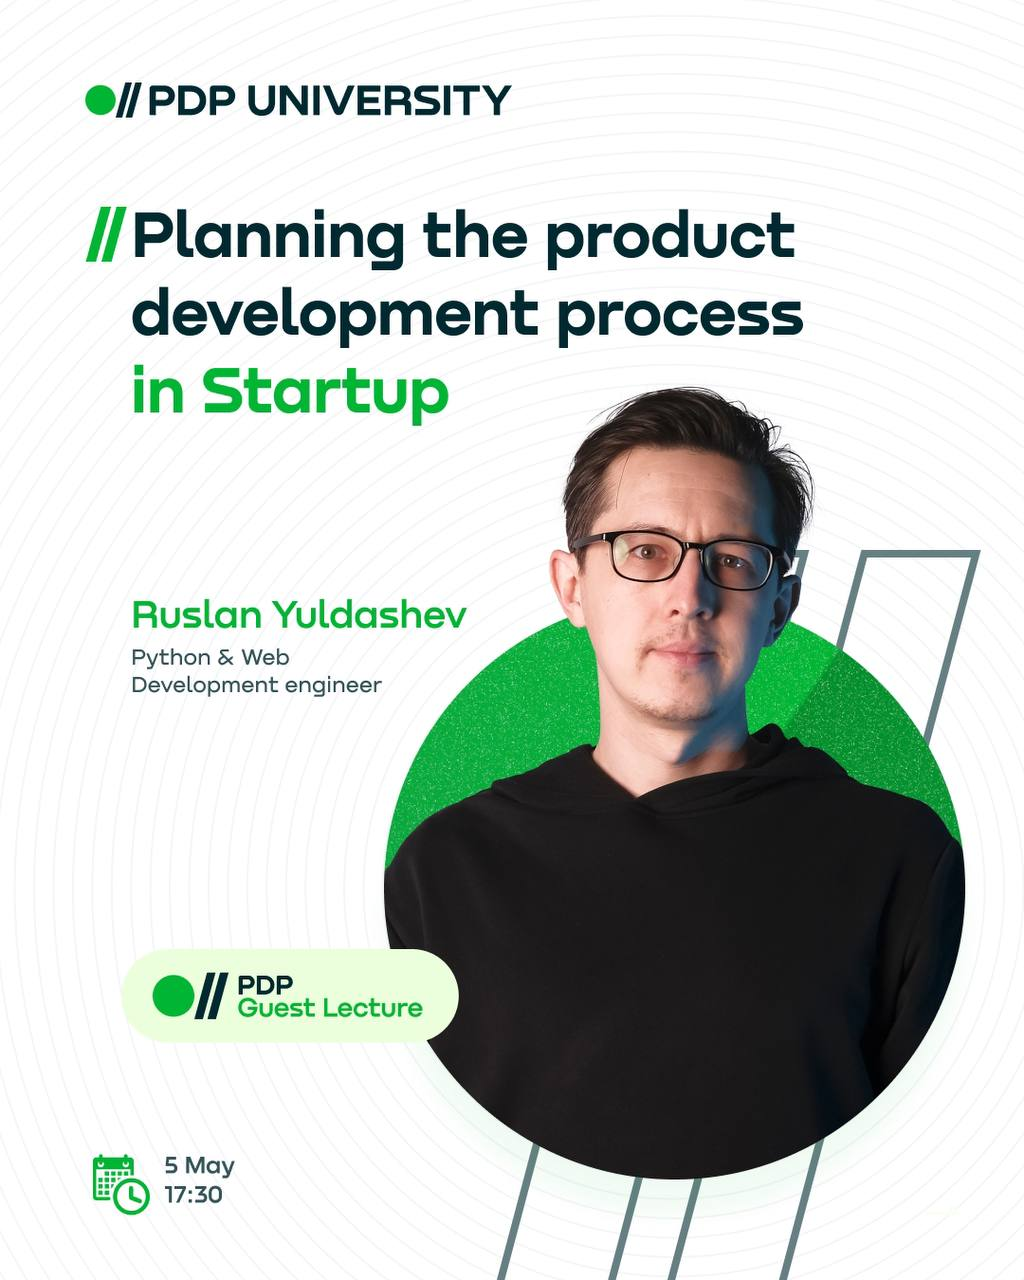 PDP UNIVERSITY
//Planning the product
development process
in Startup
Ruslan Yuldashev
Python & Web
Development engineer
PDP
Guest Lecture
5 May
17:30